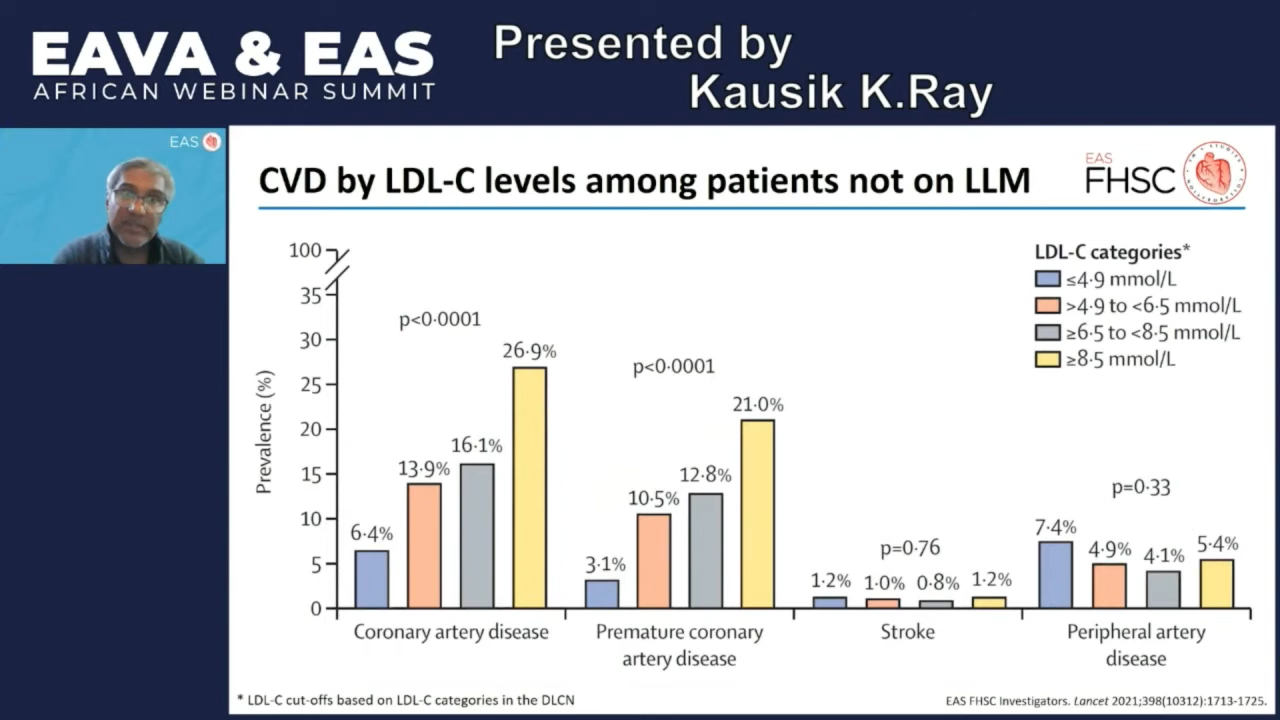 EAVA & EAS
AFRICAN WEBINAR SUMMIT
Presented by
Kausik K.Ray
EAS
CVD by LDL-C levels among patients not on LLM
EAS
FHSC
LDL-C categories*
≤4·9 mmol/L
>4·9 to <6·5 mmol/L
≥6·5 to <8·5 mmol/L
≥8·5 mmol/L
Prevalence (%)
100
35
30
25
20
15
10
5
0
p<0·0001
6·4%
13·9%
16·1%
26·9%
Coronary artery disease
p<0·0001
3·1%
10·5%
12·8%
21·0%
Premature coronary
artery disease
p=0·76
1·2%
1·0%
0·8%
1·2%
Stroke
p=0·33
7·4%
4·9%
4·1%
5·4%
Peripheral artery
disease
* LDL-C cut-offs based on LDL-C categories in the DLCN
EAS FHSC Investigators. Lancet 2021;398(10312):1713-1725.